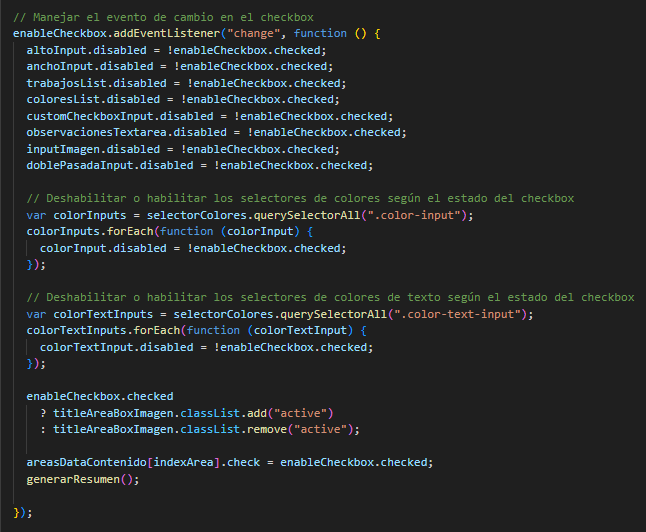 // Manejar el evento de cambio en el checkbox
enableCheckbox.addEventListener("change", function () {
  altoInput.disabled = !enableCheckbox.checked;
  anchoInput.disabled = !enableCheckbox.checked;
  trabajosList.disabled = !enableCheckbox.checked;
  coloresList.disabled = !enableCheckbox.checked;
  customCheckboxInput.disabled = !enableCheckbox.checked;
  observacionesTextarea.disabled = !enableCheckbox.checked;
  inputImagen.disabled = !enableCheckbox.checked;
  doblePasadaInput.disabled = !enableCheckbox.checked;

  // Deshabilitar o habilitar los selectores de colores según el estado del checkbox
  var colorInputs = selectorColores.querySelectorAll(".color-input");
  colorInputs.forEach(function (colorInput) {
    colorInput.disabled = !enableCheckbox.checked;
  });

  // Deshabilitar o habilitar los selectores de colores de texto según el estado del checkbox
  var colorTextInputs = selectorColores.querySelectorAll(".color-text-input");
  colorTextInputs.forEach(function (colorTextInput) {
    colorTextInput.disabled = !enableCheckbox.checked;
  });

  enableCheckbox.checked
    ? titleAreaBoxImagen.classList.add("active")
    : titleAreaBoxImagen.classList.remove("active");

  areasDataContenido[indexArea].check = enableCheckbox.checked;
  generarResumen();

});